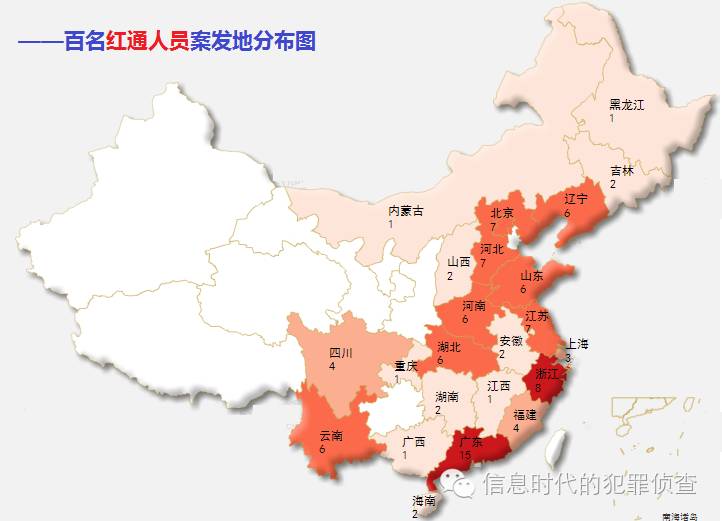 ——百名红通人员案发地分布图
黑龙江
1
吉林
2
辽宁
6
内蒙古
1
北京
7
河北
7
山西
2
山东
6
河南
6
江苏
7
安徽
2
上海
3
湖北
6
四川
4
重庆
1
浙江
8
湖南
2
江西
1
福建
4
云南
6
广西
1
广东
15
海南
2
信息时代的犯罪侦查
南海诸岛